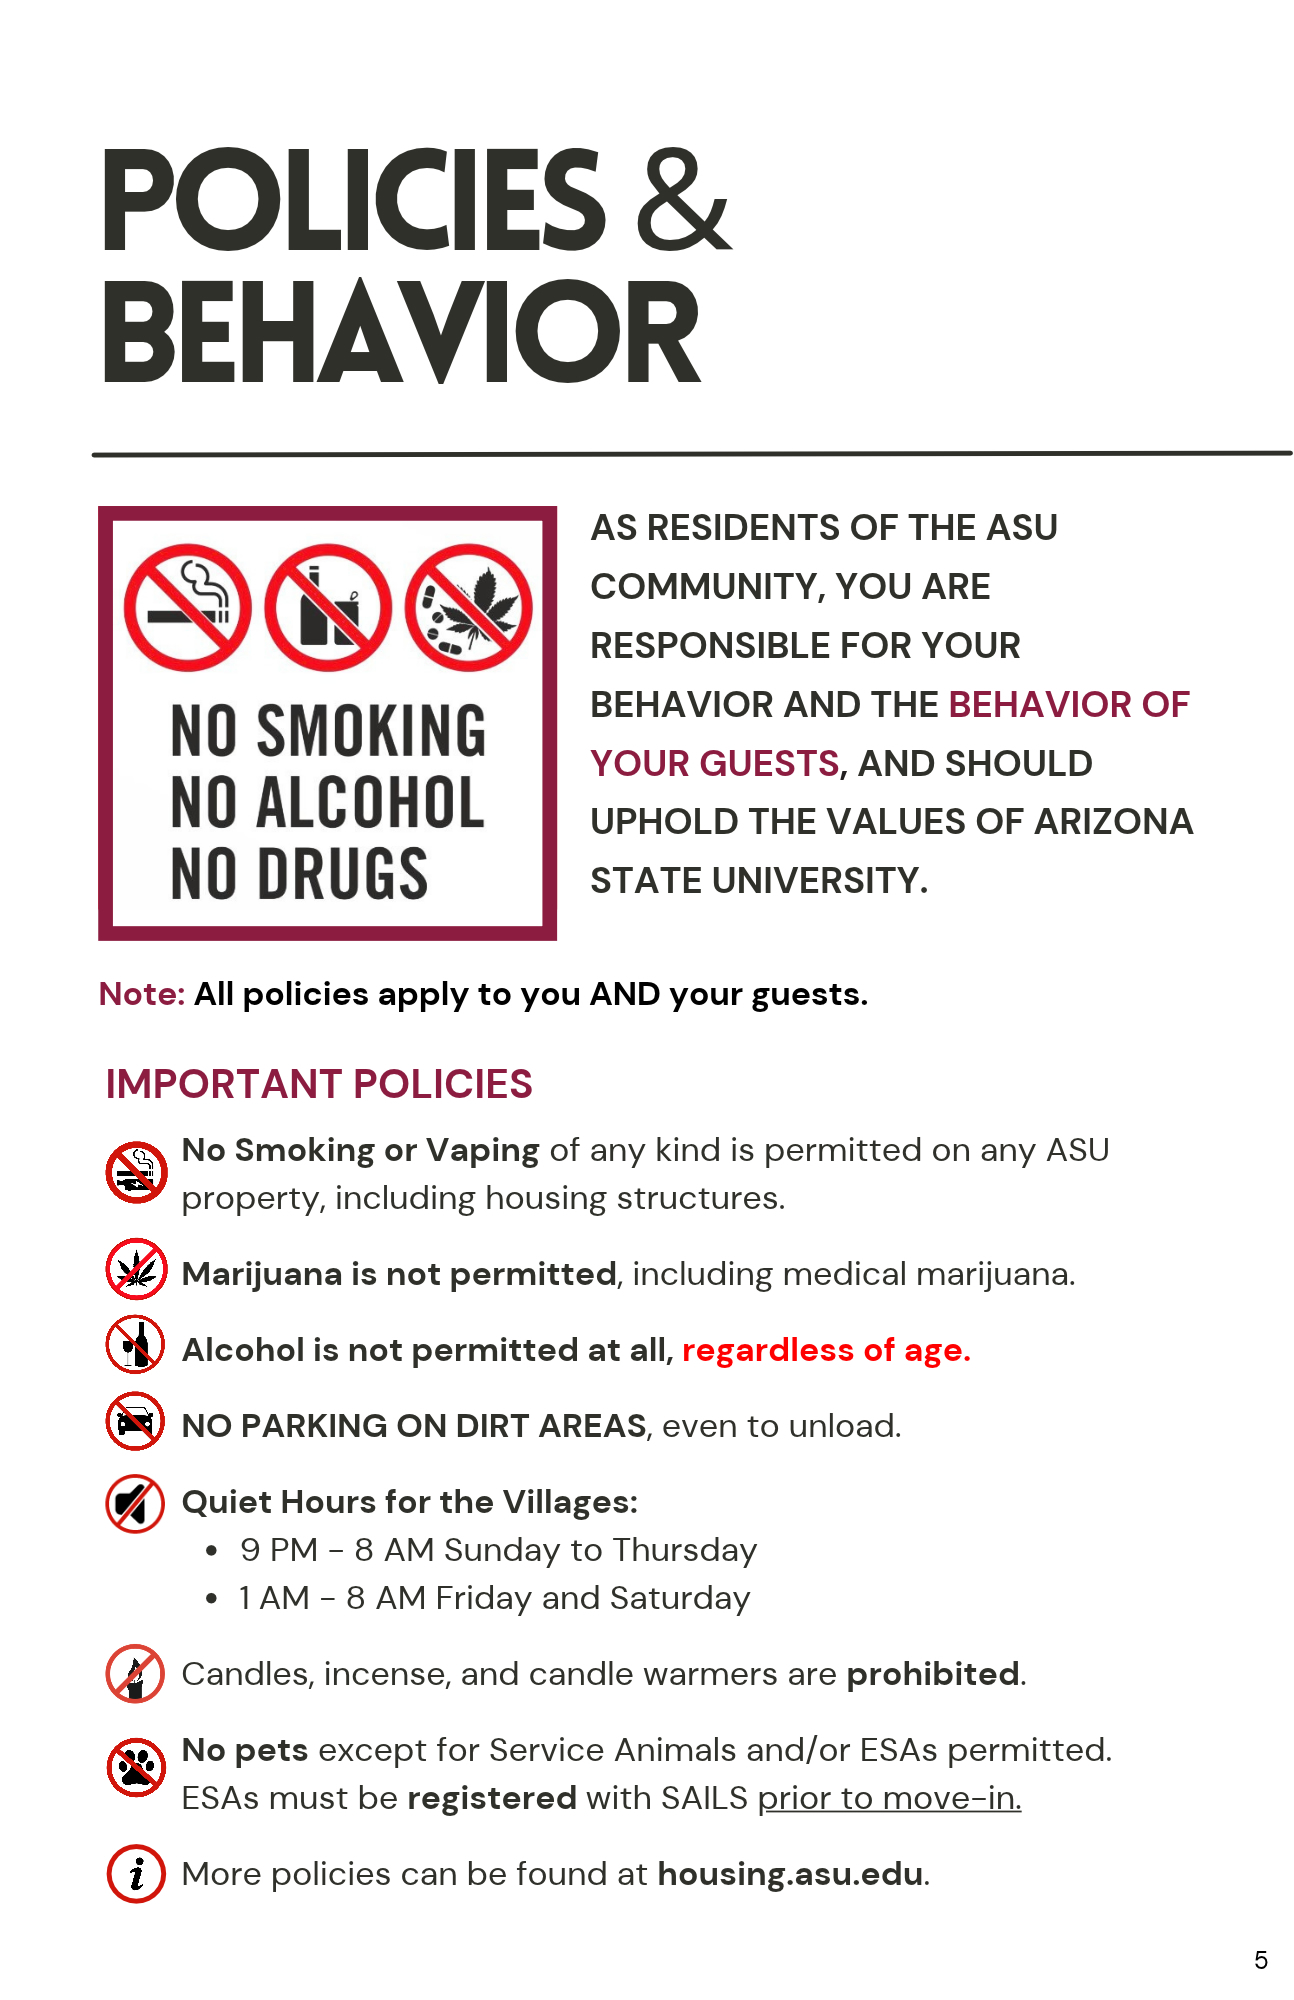 POLICIES &
BEHAVIOR
NO SMOKING
NO ALCOHOL
NO DRUGS
AS RESIDENTS OF THE ASU
COMMUNITY, YOU ARE
RESPONSIBLE FOR YOUR
BEHAVIOR AND THE BEHAVIOR OF
YOUR GUESTS, AND SHOULD
UPHOLD THE VALUES OF ARIZONA
STATE UNIVERSITY.
Note: All policies apply to you AND your guests.
IMPORTANT POLICIES
No Smoking or Vaping of any kind is permitted on any ASU
property, including housing structures.
Marijuana is not permitted, including medical marijuana.
Alcohol is not permitted at all, regardless of age.
NO PARKING ON DIRT AREAS, even to unload.
Quiet Hours for the Villages:
• 9 PM - 8 AM Sunday to Thursday
• 1 AM - 8 AM Friday and Saturday
Candles, incense, and candle warmers are prohibited.
No pets except for Service Animals and/or ESAs permitted.
ESAs must be registered with SAILS prior to move-in.
i More policies can be found at housing.asu.edu.
5